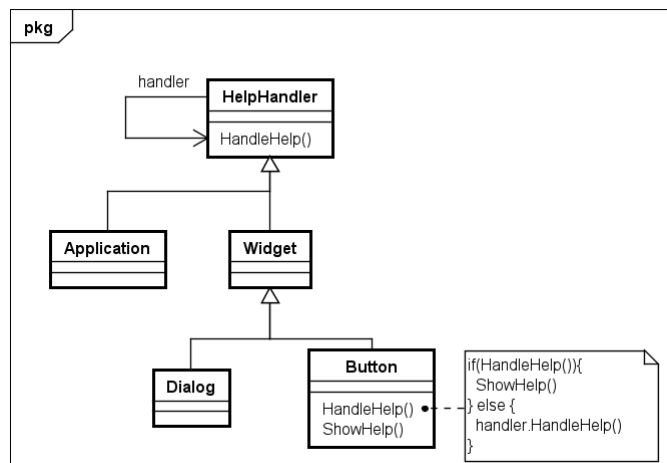 pkg
handler
HelpHandler
HandleHelp()
Application
Widget
Dialog
Button
HandleHelp()
ShowHelp()
if(HandleHelp()){
ShowHelp()
} else {
handler.HandleHelp()
}